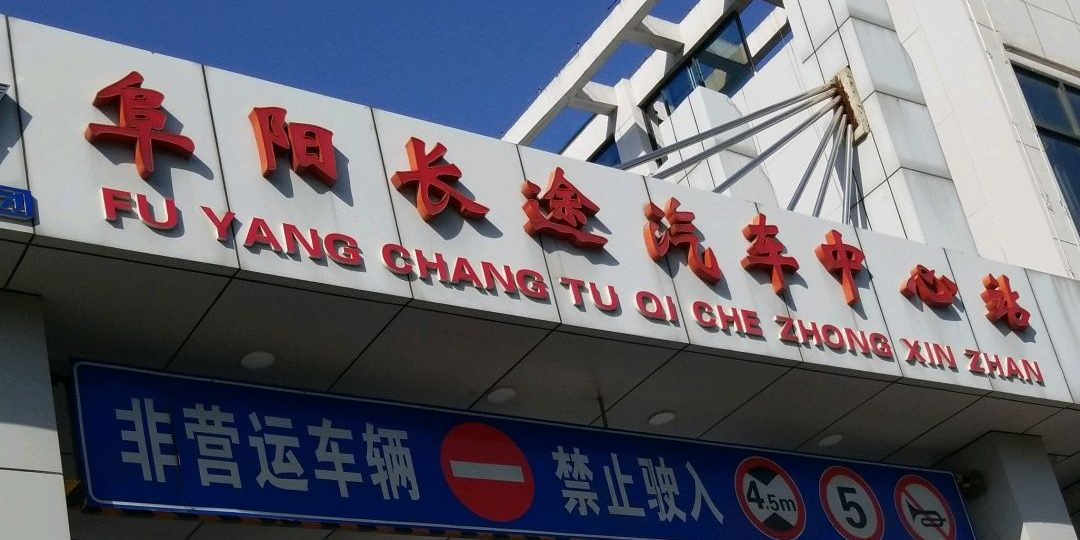 阜阳长途汽车中心站
FU YANG CHANG TU QI CHE ZHONG XIN ZHAN
非营运车辆 禁止驶入 4.5m 5